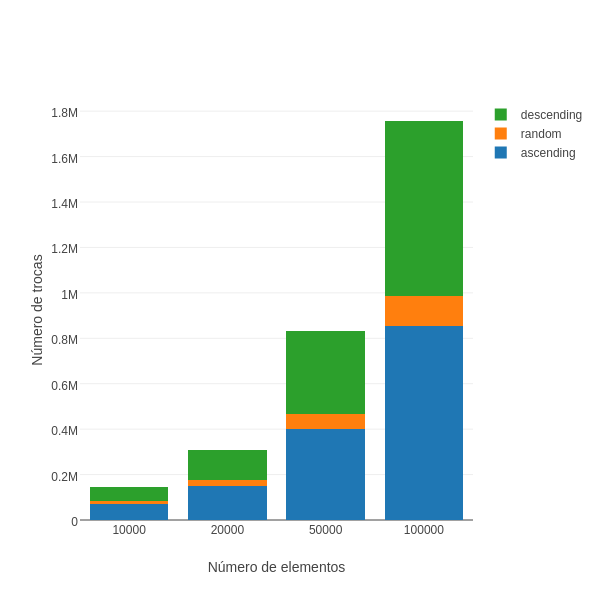 descending
random
ascending
1.8M
1.6M
1.4M
1.2M
1M
0.8M
0.6M
0.4M
0.2M
0
Número de trocas
10000
20000
50000
100000
Número de elementos